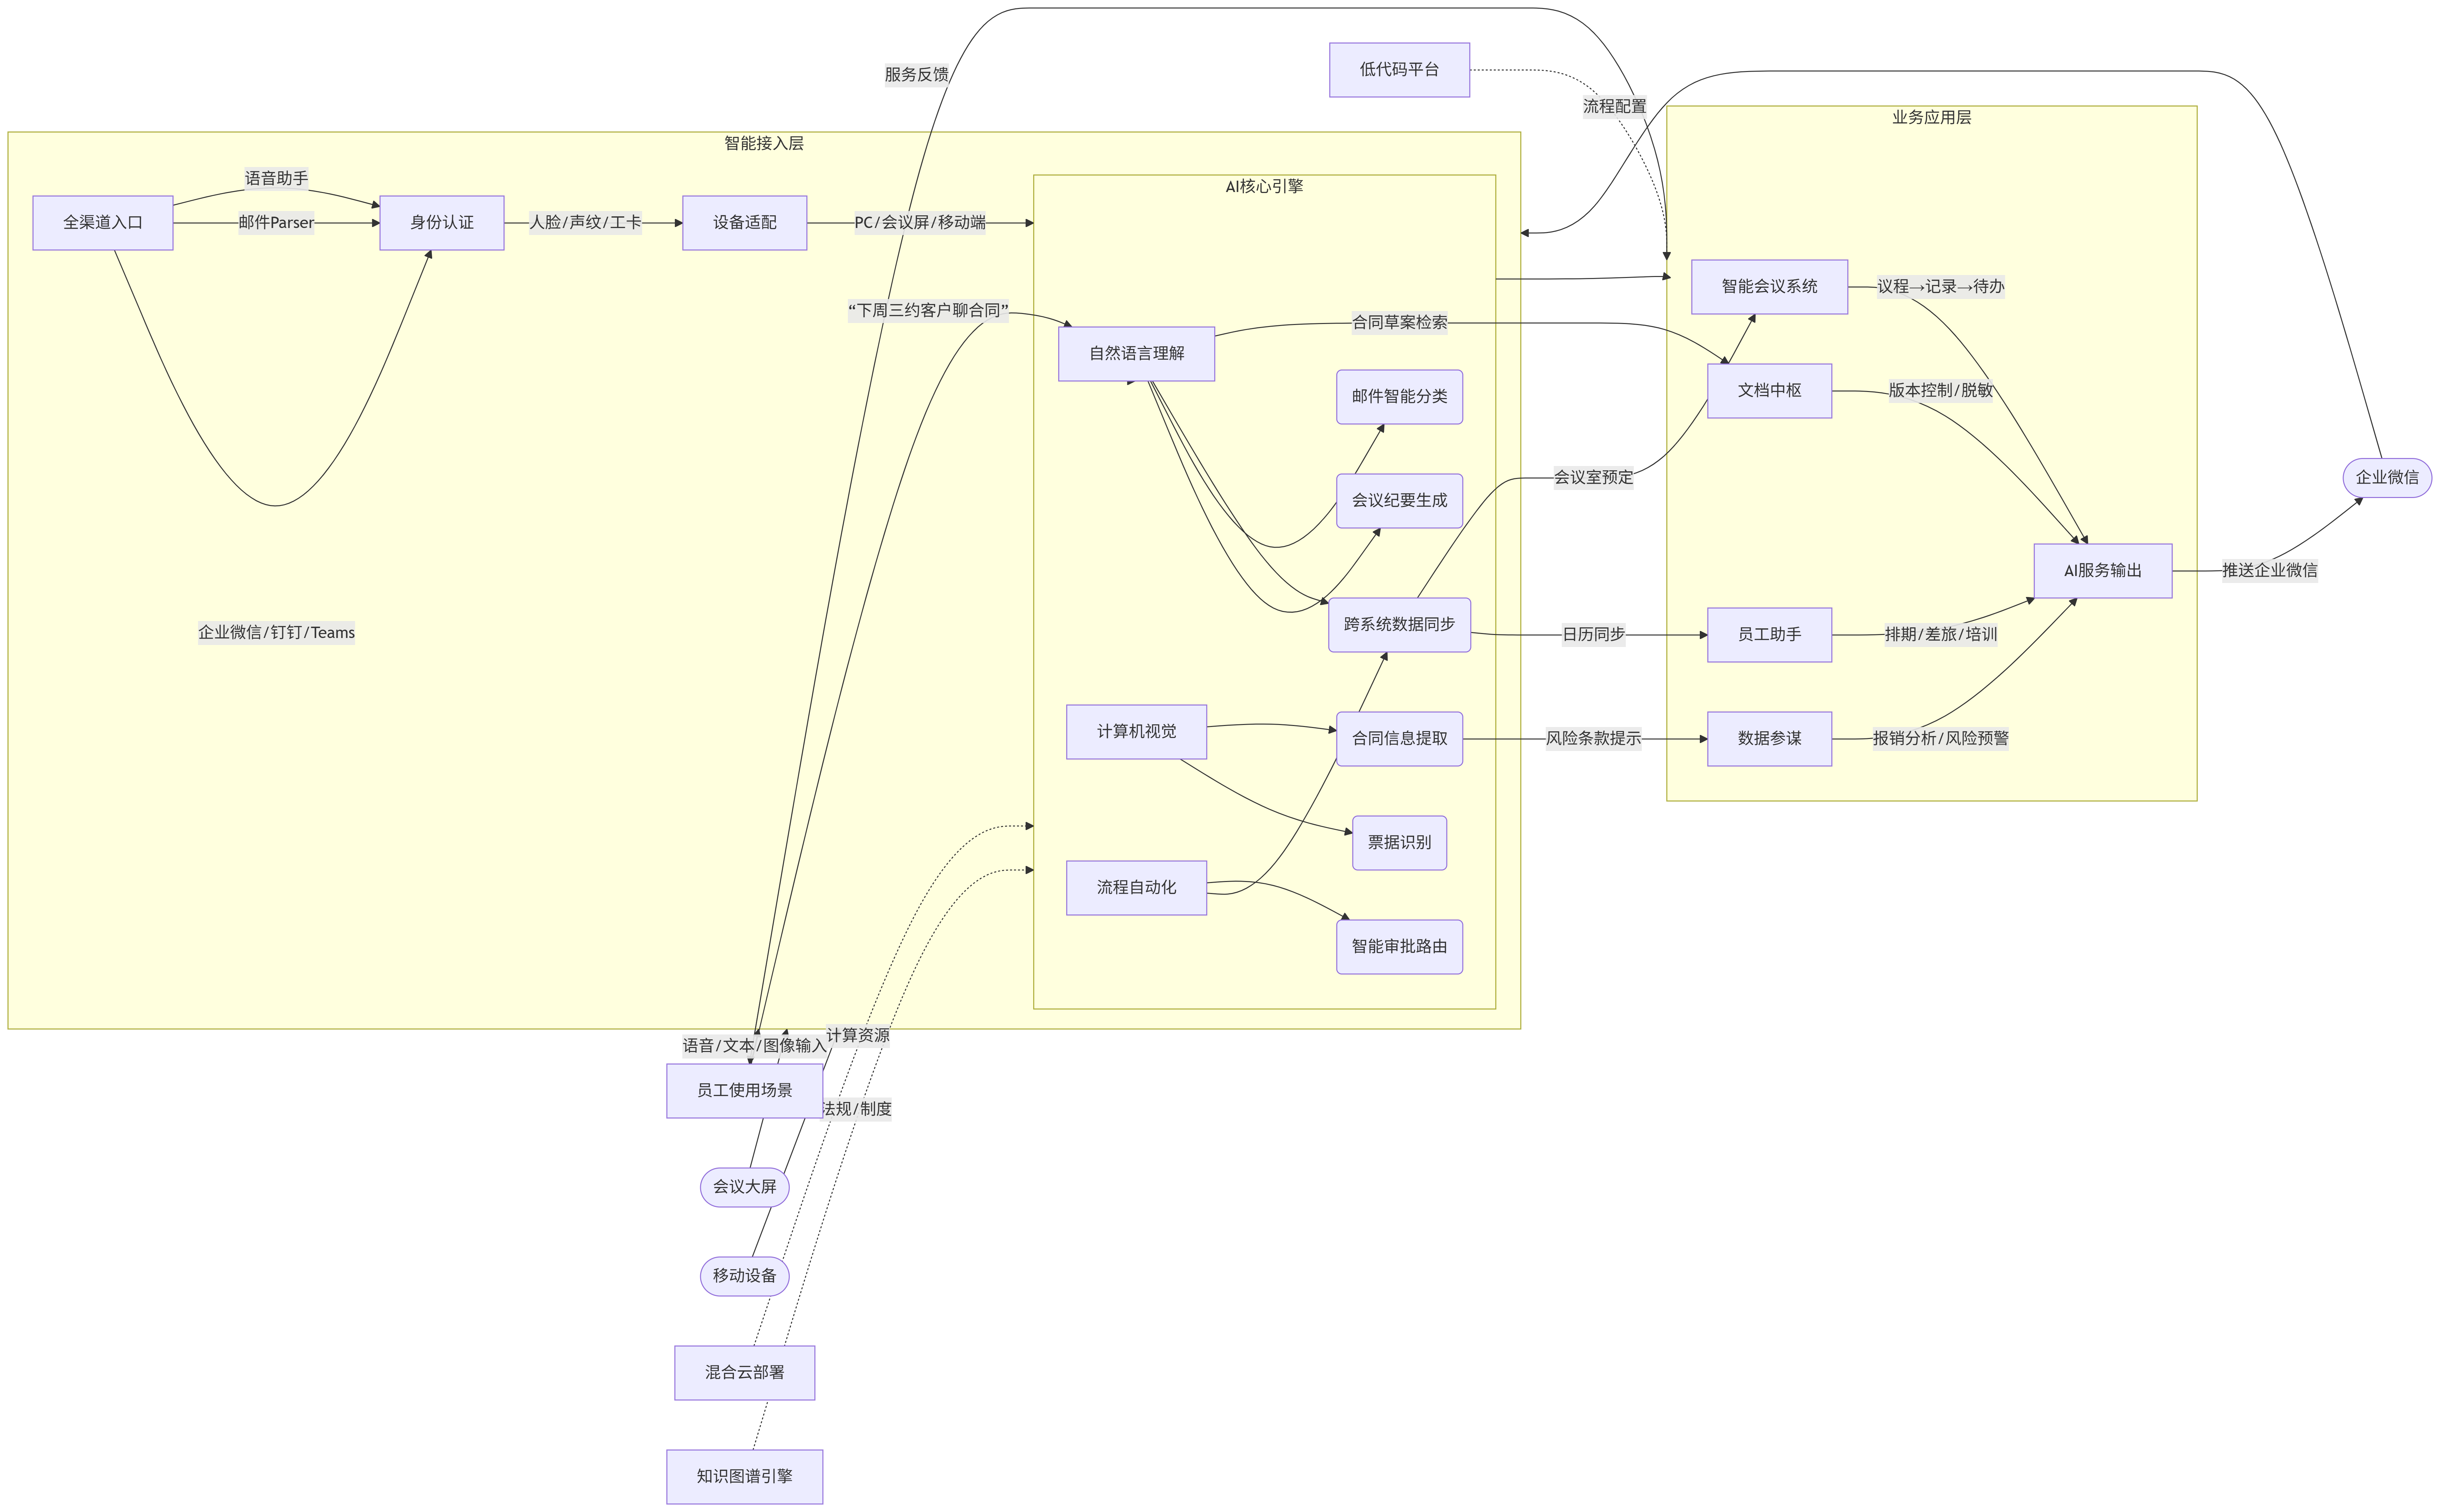 服务反馈
低代码平台
流程配置
业务应用层
智能接入层
语音助手
AI核心引擎
全渠道入口
邮件Parser
身份认证
人脸/声纹/工卡
设备适配
PC/会议屏/移动端
智能会议系统
议程→记录→待办
“下周三约客户聊合同”
合同草案检索
自然语言理解
邮件智能分类
文档中枢
版本控制/脱敏
会议室预定
企业微信
会议纪要生成
AI服务输出
推送企业微信
企业微信/钉钉/Teams
跨系统数据同步
日历同步
员工助手
排期/差旅/培训
计算机视觉
合同信息提取
风险条款提示
数据参谋
报销分析/风险预警
票据识别
流程自动化
智能审批路由
计算资源
语音/文本/图像输入
员工使用场景
法规/制度
会议大屏
移动设备
混合云部署
知识图谱引擎